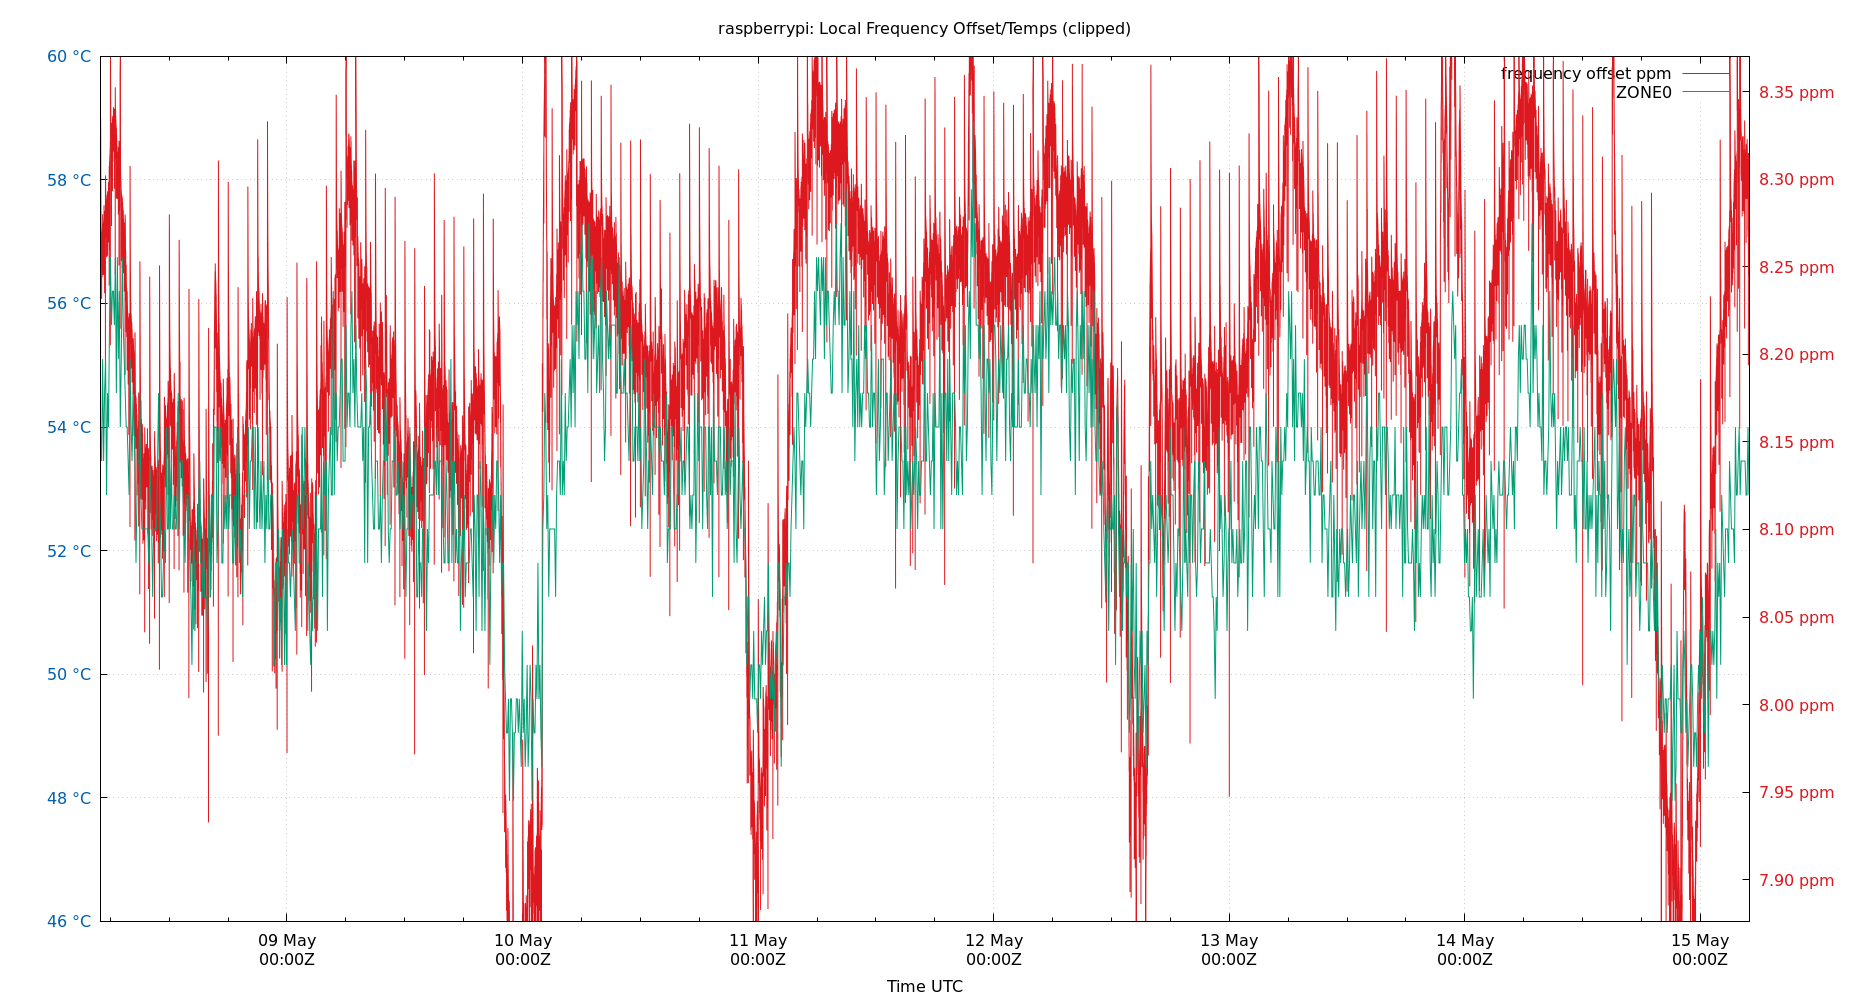 raspberrypi: Local Frequency Offset/Temps (clipped)
60 °C
58 °C
56 °C
54 °C
52 °C
50 °C
48 °C
46 °C
frequency offset ppm
ZONE0
8.35 ppm
8.30 ppm
8.25 ppm
8.20 ppm
8.15 ppm
8.10 ppm
8.05 ppm
8.00 ppm
7.95 ppm
7.90 ppm
09 May
00:00Z
10 May
00:00Z
11 May
00:00Z
12 May
00:00Z
13 May
00:00Z
14 May
00:00Z
15 May
00:00Z
Time UTC